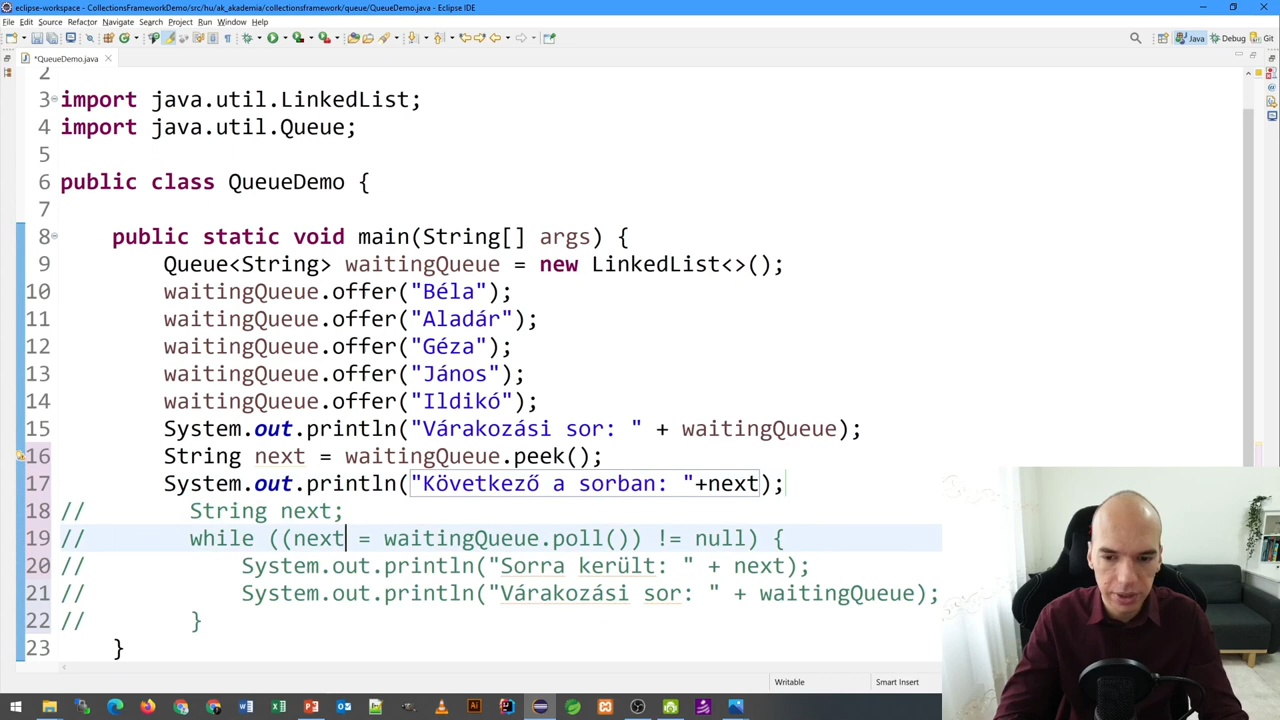 eclipse-workspace - CollectionsFrameworkDemo/src/hu/ak_akademia/collectionsframework/queue/QueueDemo.java - Eclipse IDE
File Edit Source Refactor Navigate Search Project Run Window Help
Java Debug Git
*QueueDemo.java
2
3 import java.util.LinkedList;
4 import java.util.Queue;
5
6 public class QueueDemo {
7
8 public static void main(String[] args) {
9 Queue<String> waitingQueue = new LinkedList<>();
10 waitingQueue.offer("Béla");
11 waitingQueue.offer("Aladár");
12 waitingQueue.offer("Géza");
13 waitingQueue.offer("János");
14 waitingQueue.offer("Ildikó");
15 System.out.println("Várakozási sor: " + waitingQueue);
16 String next = waitingQueue.peek();
17 System.out.println("Következő a sorban: "+next);
18 // String next;
19 // while ((next = waitingQueue.poll()) != null) {
20 // System.out.println("Sorra került: " + next);
21 // System.out.println("Várakozási sor: " + waitingQueue);
22 // }
23 }
Writable Smart Insert